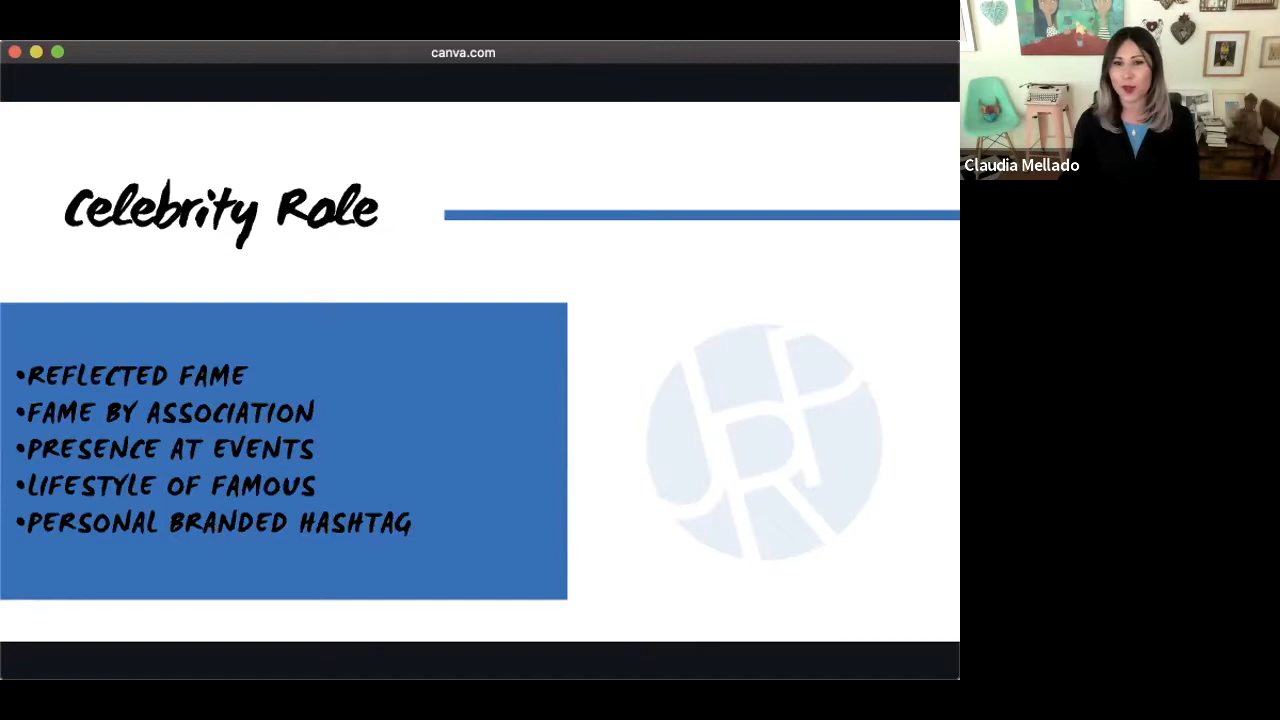 canva.com
Celebrity Role
•REFLECTED FAME
•FAME BY ASSOCIATION
•PRESENCE AT EVENTS
•LIFESTYLE OF FAMOUS
•PERSONAL BRANDED HASHTAG
JRP
Claudia Mellado